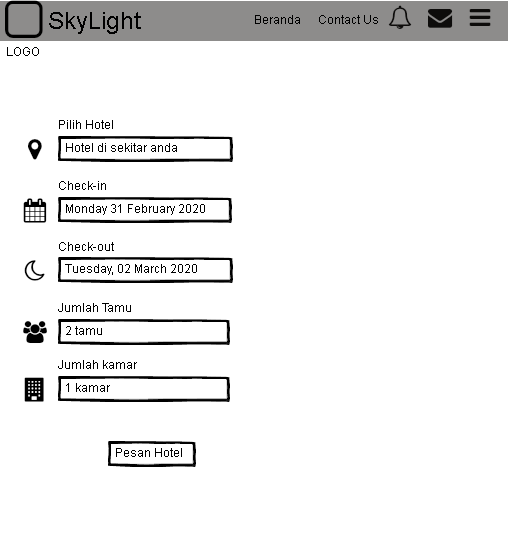 SkyLight
Beranda
Contact Us
LOGO
Pilih Hotel
Hotel di sekitar anda
Check-in
Monday 31 February 2020
Check-out
Tuesday, 02 March 2020
Jumlah Tamu
2 tamu
Jumlah kamar
1 kamar
Pesan Hotel